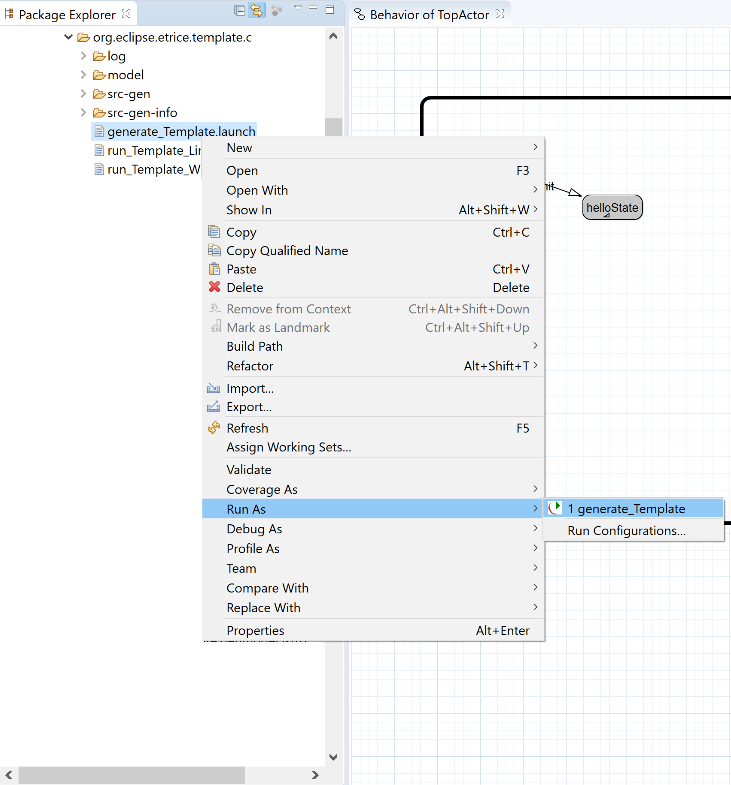 Package Explorer
Behavior of TopActor
org.eclipse.etrice.template.c
log
model
src-gen
src-gen-info
generate_Template.launch
run_Template_Lin
run_Template_W
New
Open F3
Open With
Show In Alt+Shift+W
Copy Ctrl+C
Copy Qualified Name
Paste Ctrl+V
Delete Delete
Remove from Context Ctrl+Alt+Shift+Down
Mark as Landmark Ctrl+Alt+Shift+Up
Build Path
Refactor Alt+Shift+T
Import...
Export...
Refresh F5
Assign Working Sets...
Validate
Coverage As
Run As
Debug As
Profile As
Team
Compare With
Replace With
Properties Alt+Enter
1 generate_Template
Run Configurations...
helloState